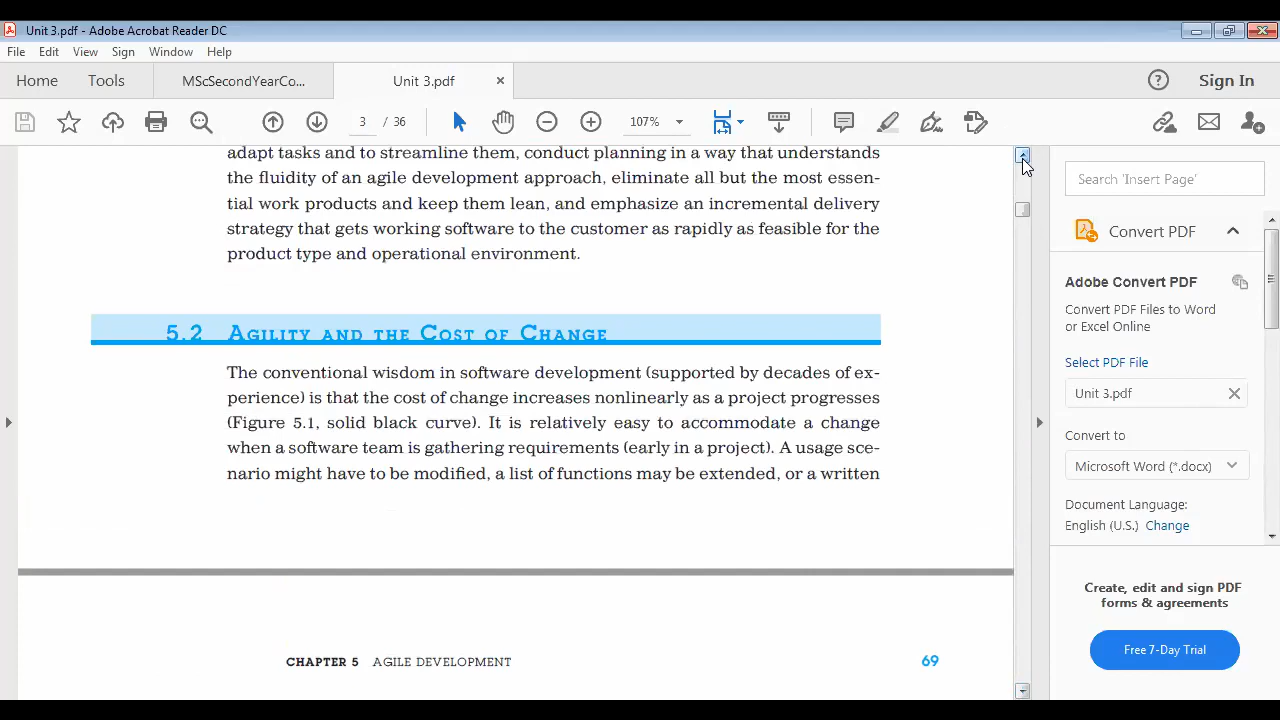 Unit 3.pdf - Adobe Acrobat Reader DC
File Edit View Sign Window Help
Home Tools MScSecondYearCo... Unit 3.pdf × Sign In
3 / 36 107%
adapt tasks and to streamline them, conduct planning in a way that understands
the fluidity of an agile development approach, eliminate all but the most essen-
tial work products and keep them lean, and emphasize an incremental delivery
strategy that gets working software to the customer as rapidly as feasible for the
product type and operational environment.
5.2 AGILITY AND THE COST OF CHANGE
The conventional wisdom in software development (supported by decades of ex-
perience) is that the cost of change increases nonlinearly as a project progresses
(Figure 5.1, solid black curve). It is relatively easy to accommodate a change
when a software team is gathering requirements (early in a project). A usage sce-
nario might have to be modified, a list of functions may be extended, or a written
CHAPTER 5 AGILE DEVELOPMENT 69
Search 'Insert Page'
Convert PDF
Adobe Convert PDF
Convert PDF Files to Word
or Excel Online
Select PDF File
Unit 3.pdf
Convert to
Microsoft Word (*.docx)
Document Language:
English (U.S.) Change
Create, edit and sign PDF
forms & agreements
Free 7-Day Trial